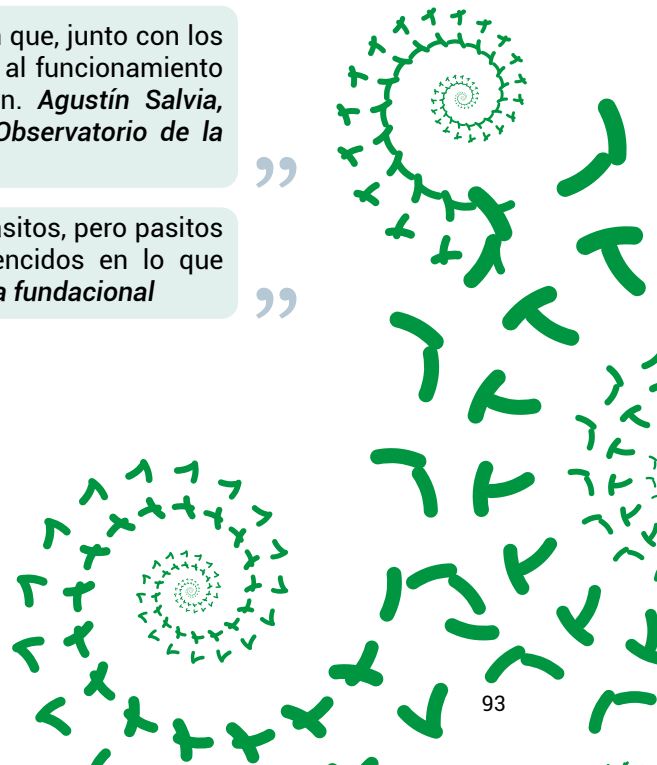 que, junto con los
al funcionamiento
n. Agustín Salvia,
Observatorio de la
”
asitos, pero pasitos
encidos en lo que
a fundacional
”
93